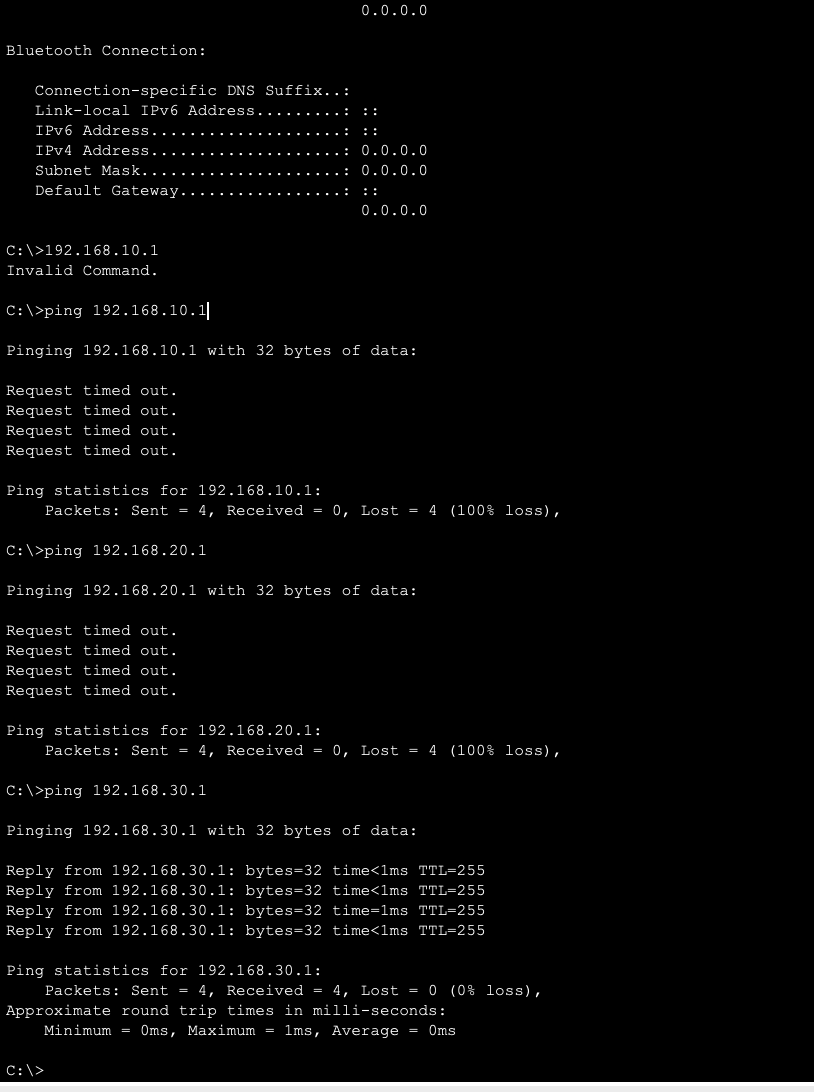 0.0.0.0
Bluetooth Connection:
Connection-specific DNS Suffix..:
Link-local IPv6 Address.........: ::
IPv6 Address....................: ::
IPv4 Address....................: 0.0.0.0
Subnet Mask.....................: 0.0.0.0
Default Gateway.................: ::
0.0.0.0
C:\>192.168.10.1
Invalid Command.
C:\>ping 192.168.10.1
Pinging 192.168.10.1 with 32 bytes of data:
Request timed out.
Request timed out.
Request timed out.
Request timed out.
Ping statistics for 192.168.10.1:
Packets: Sent = 4, Received = 0, Lost = 4 (100% loss),
C:\>ping 192.168.20.1
Pinging 192.168.20.1 with 32 bytes of data:
Request timed out.
Request timed out.
Request timed out.
Request timed out.
Ping statistics for 192.168.20.1:
Packets: Sent = 4, Received = 0, Lost = 4 (100% loss),
C:\>ping 192.168.30.1
Pinging 192.168.30.1 with 32 bytes of data:
Reply from 192.168.30.1: bytes=32 time<1ms TTL=255
Reply from 192.168.30.1: bytes=32 time<1ms TTL=255
Reply from 192.168.30.1: bytes=32 time=1ms TTL=255
Reply from 192.168.30.1: bytes=32 time<1ms TTL=255
Ping statistics for 192.168.30.1:
Packets: Sent = 4, Received = 4, Lost = 0 (0% loss),
Approximate round trip times in milli-seconds:
Minimum = 0ms, Maximum = 1ms, Average = 0ms
C:\>